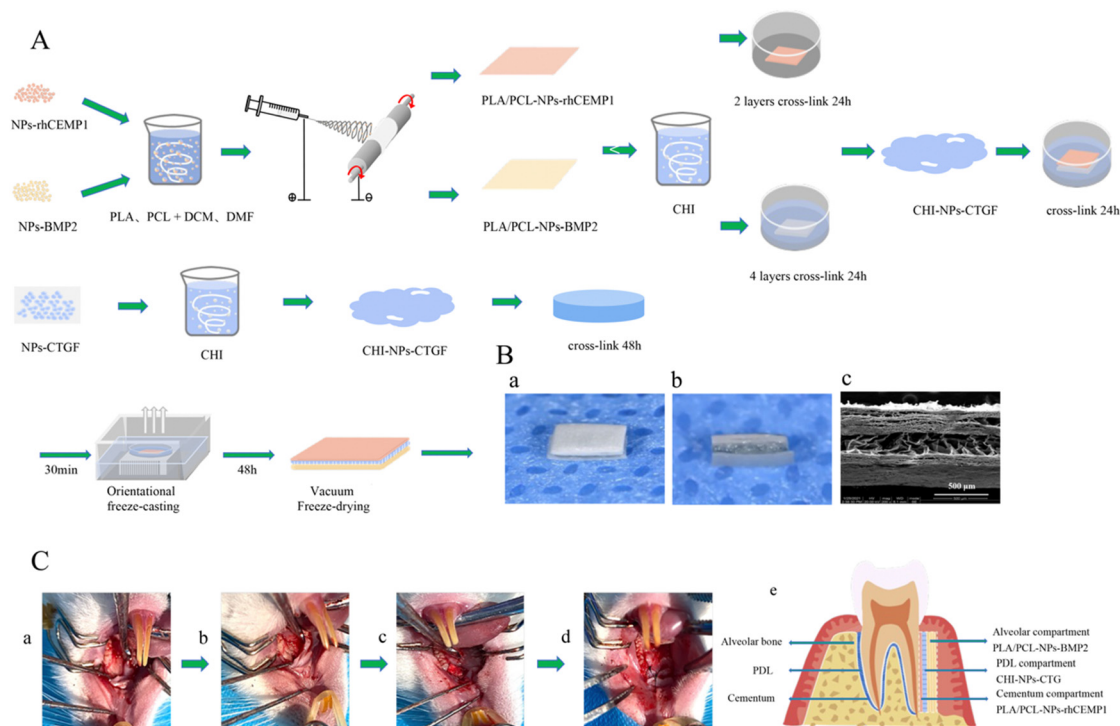 A
NPs-rhCEMP1
NPs-BMP2
PLA、PCL + DCM、DMF
PLA/PCL-NPs-rhCEMP1
PLA/PCL-NPs-BMP2
CHI
2 layers cross-link 24h
4 layers cross-link 24h
CHI-NPs-CTGF
cross-link 24h
NPs-CTGF
CHI
CHI-NPs-CTGF
cross-link 48h
30min
Orientational
freeze-casting
48h
Vacuum
Freeze-drying
B
a
b
c
500 μm
C
a
b
c
d
e
Alveolar bone
PDL
Cementum
Alveolar compartment
PLA/PCL-NPs-BMP2
PDL compartment
CHI-NPs-CTG
Cementum compartment
PLA/PCL-NPs-rhCEMP1